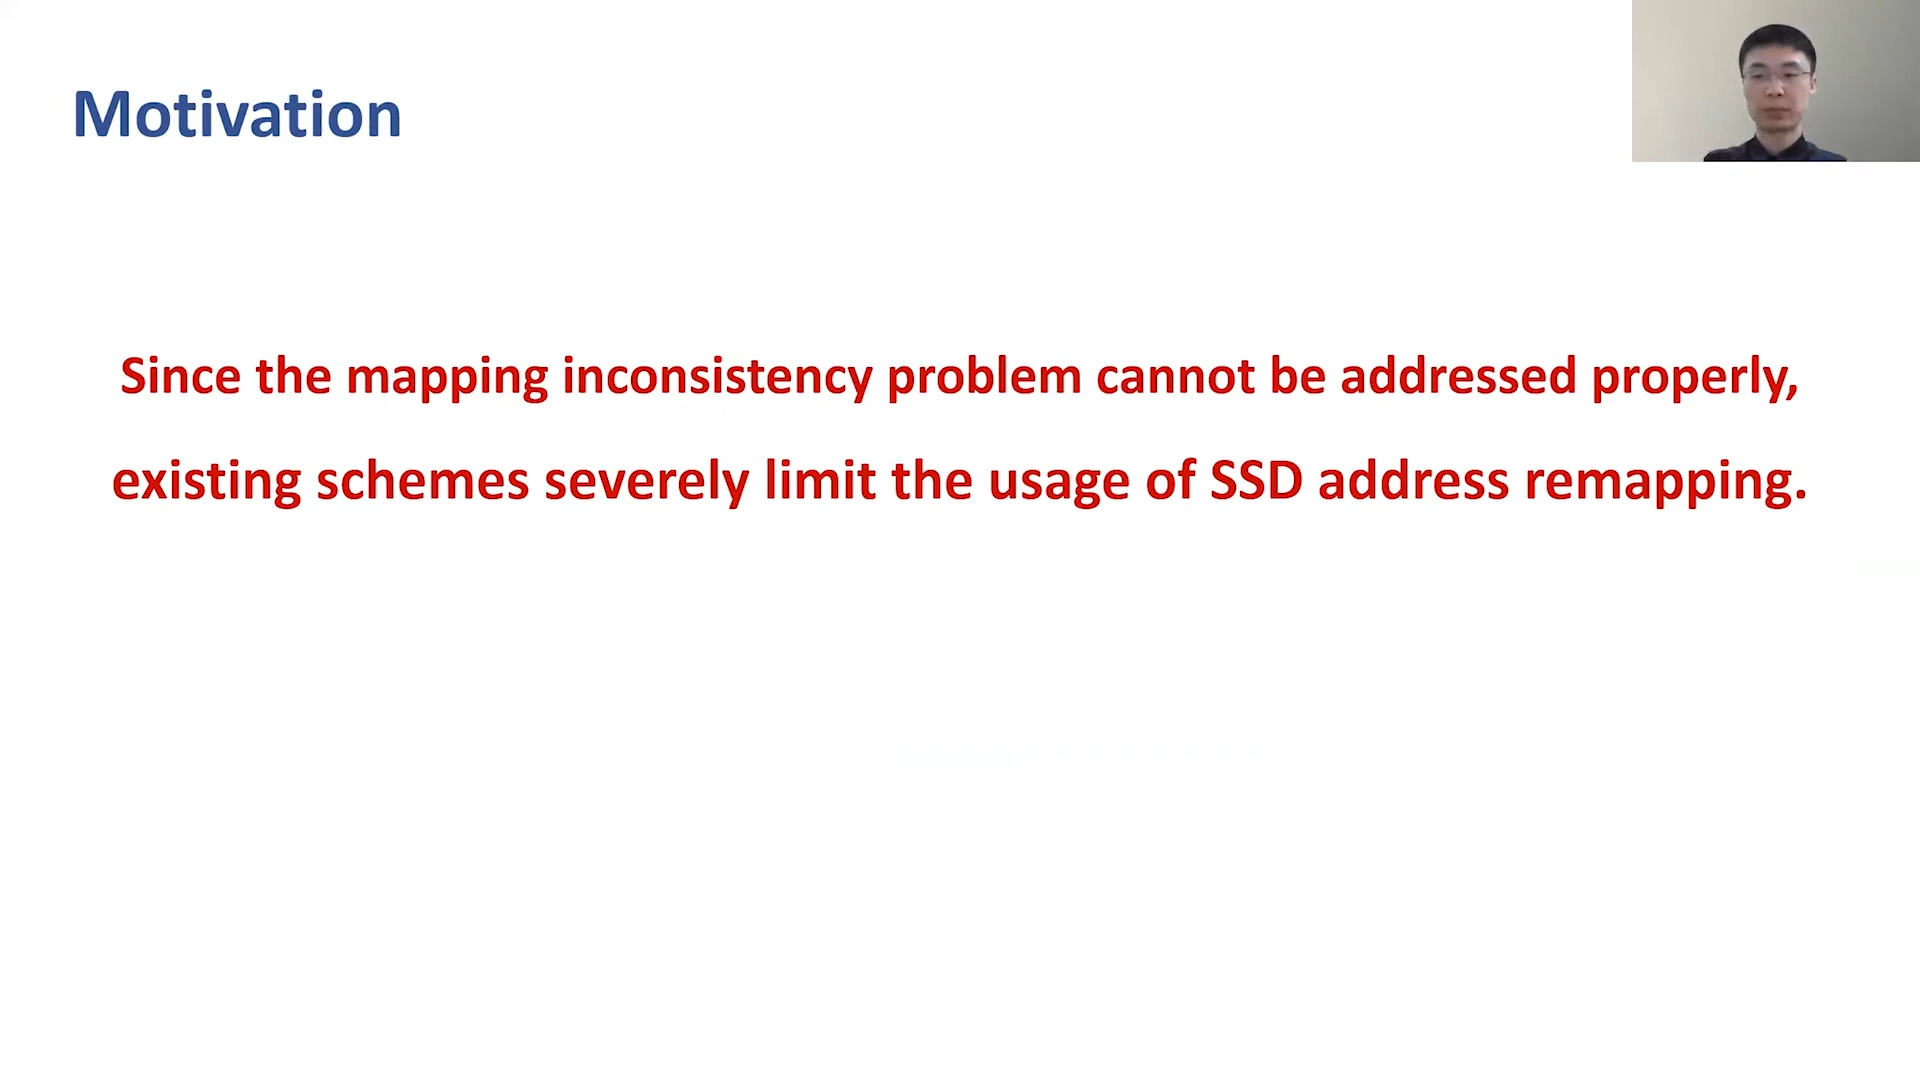 Motivation
Since the mapping inconsistency problem cannot be addressed properly,
existing schemes severely limit the usage of SSD address remapping.